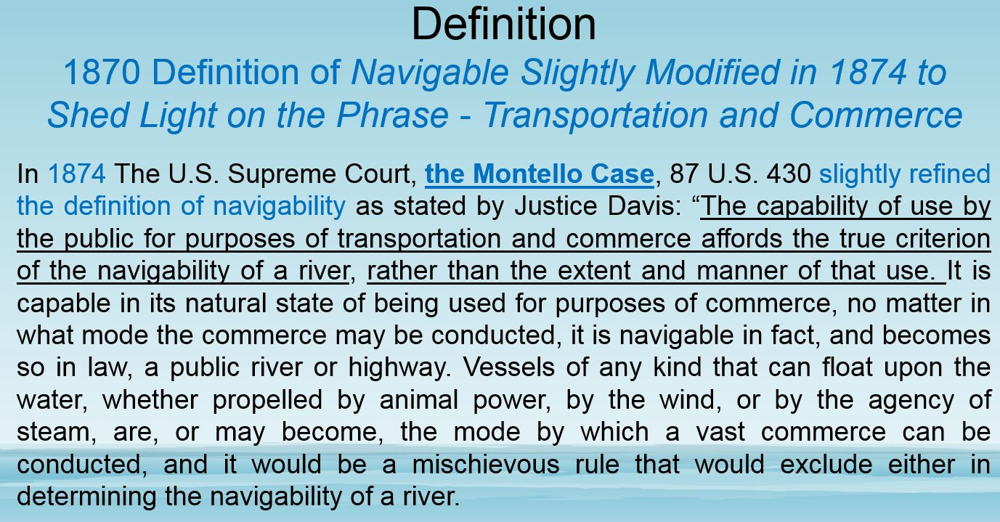 Definition
1870 Definition of Navigable Slightly Modified in 1874 to
Shed Light on the Phrase - Transportation and Commerce
In 1874 The U.S. Supreme Court, the Montello Case, 87 U.S. 430 slightly refined
the definition of navigability as stated by Justice Davis: “The capability of use by
the public for purposes of transportation and commerce affords the true criterion
of the navigability of a river, rather than the extent and manner of that use. It is
capable in its natural state of being used for purposes of commerce, no matter in
what mode the commerce may be conducted, it is navigable in fact, and becomes
so in law, a public river or highway. Vessels of any kind that can float upon the
water, whether propelled by animal power, by the wind, or by the agency of
steam, are, or may become, the mode by which a vast commerce can be
conducted, and it would be a mischievous rule that would exclude either in
determining the navigability of a river.